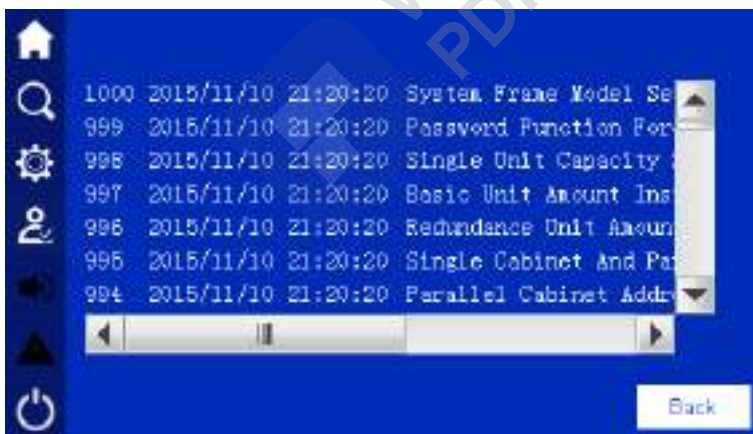 1000 2015/11/10 21:20:20 System Frame Model Se
999 2015/11/10 21:20:20 Password Function For
998 2015/11/10 21:20:20 Single Unit Capacity
997 2015/11/10 21:20:20 Basic Unit Amount Ins
996 2015/11/10 21:20:20 Redundance Unit Amoun
995 2015/11/10 21:20:20 Single Cabinet And Pa
994 2015/11/10 21:20:20 Parallel Cabinet Addr
Back